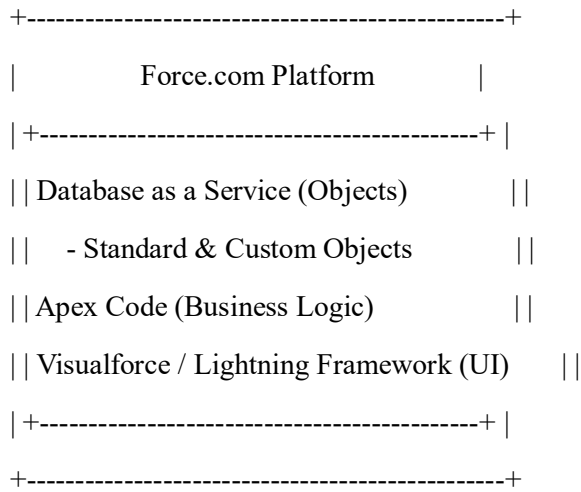 +-------------------------------------------------+
| Force.com Platform |
| +---------------------------------------------+ |
| | Database as a Service (Objects) | |
| | - Standard & Custom Objects | |
| | Apex Code (Business Logic) | |
| | Visualforce / Lightning Framework (UI) | |
| +---------------------------------------------+ |
+-------------------------------------------------+